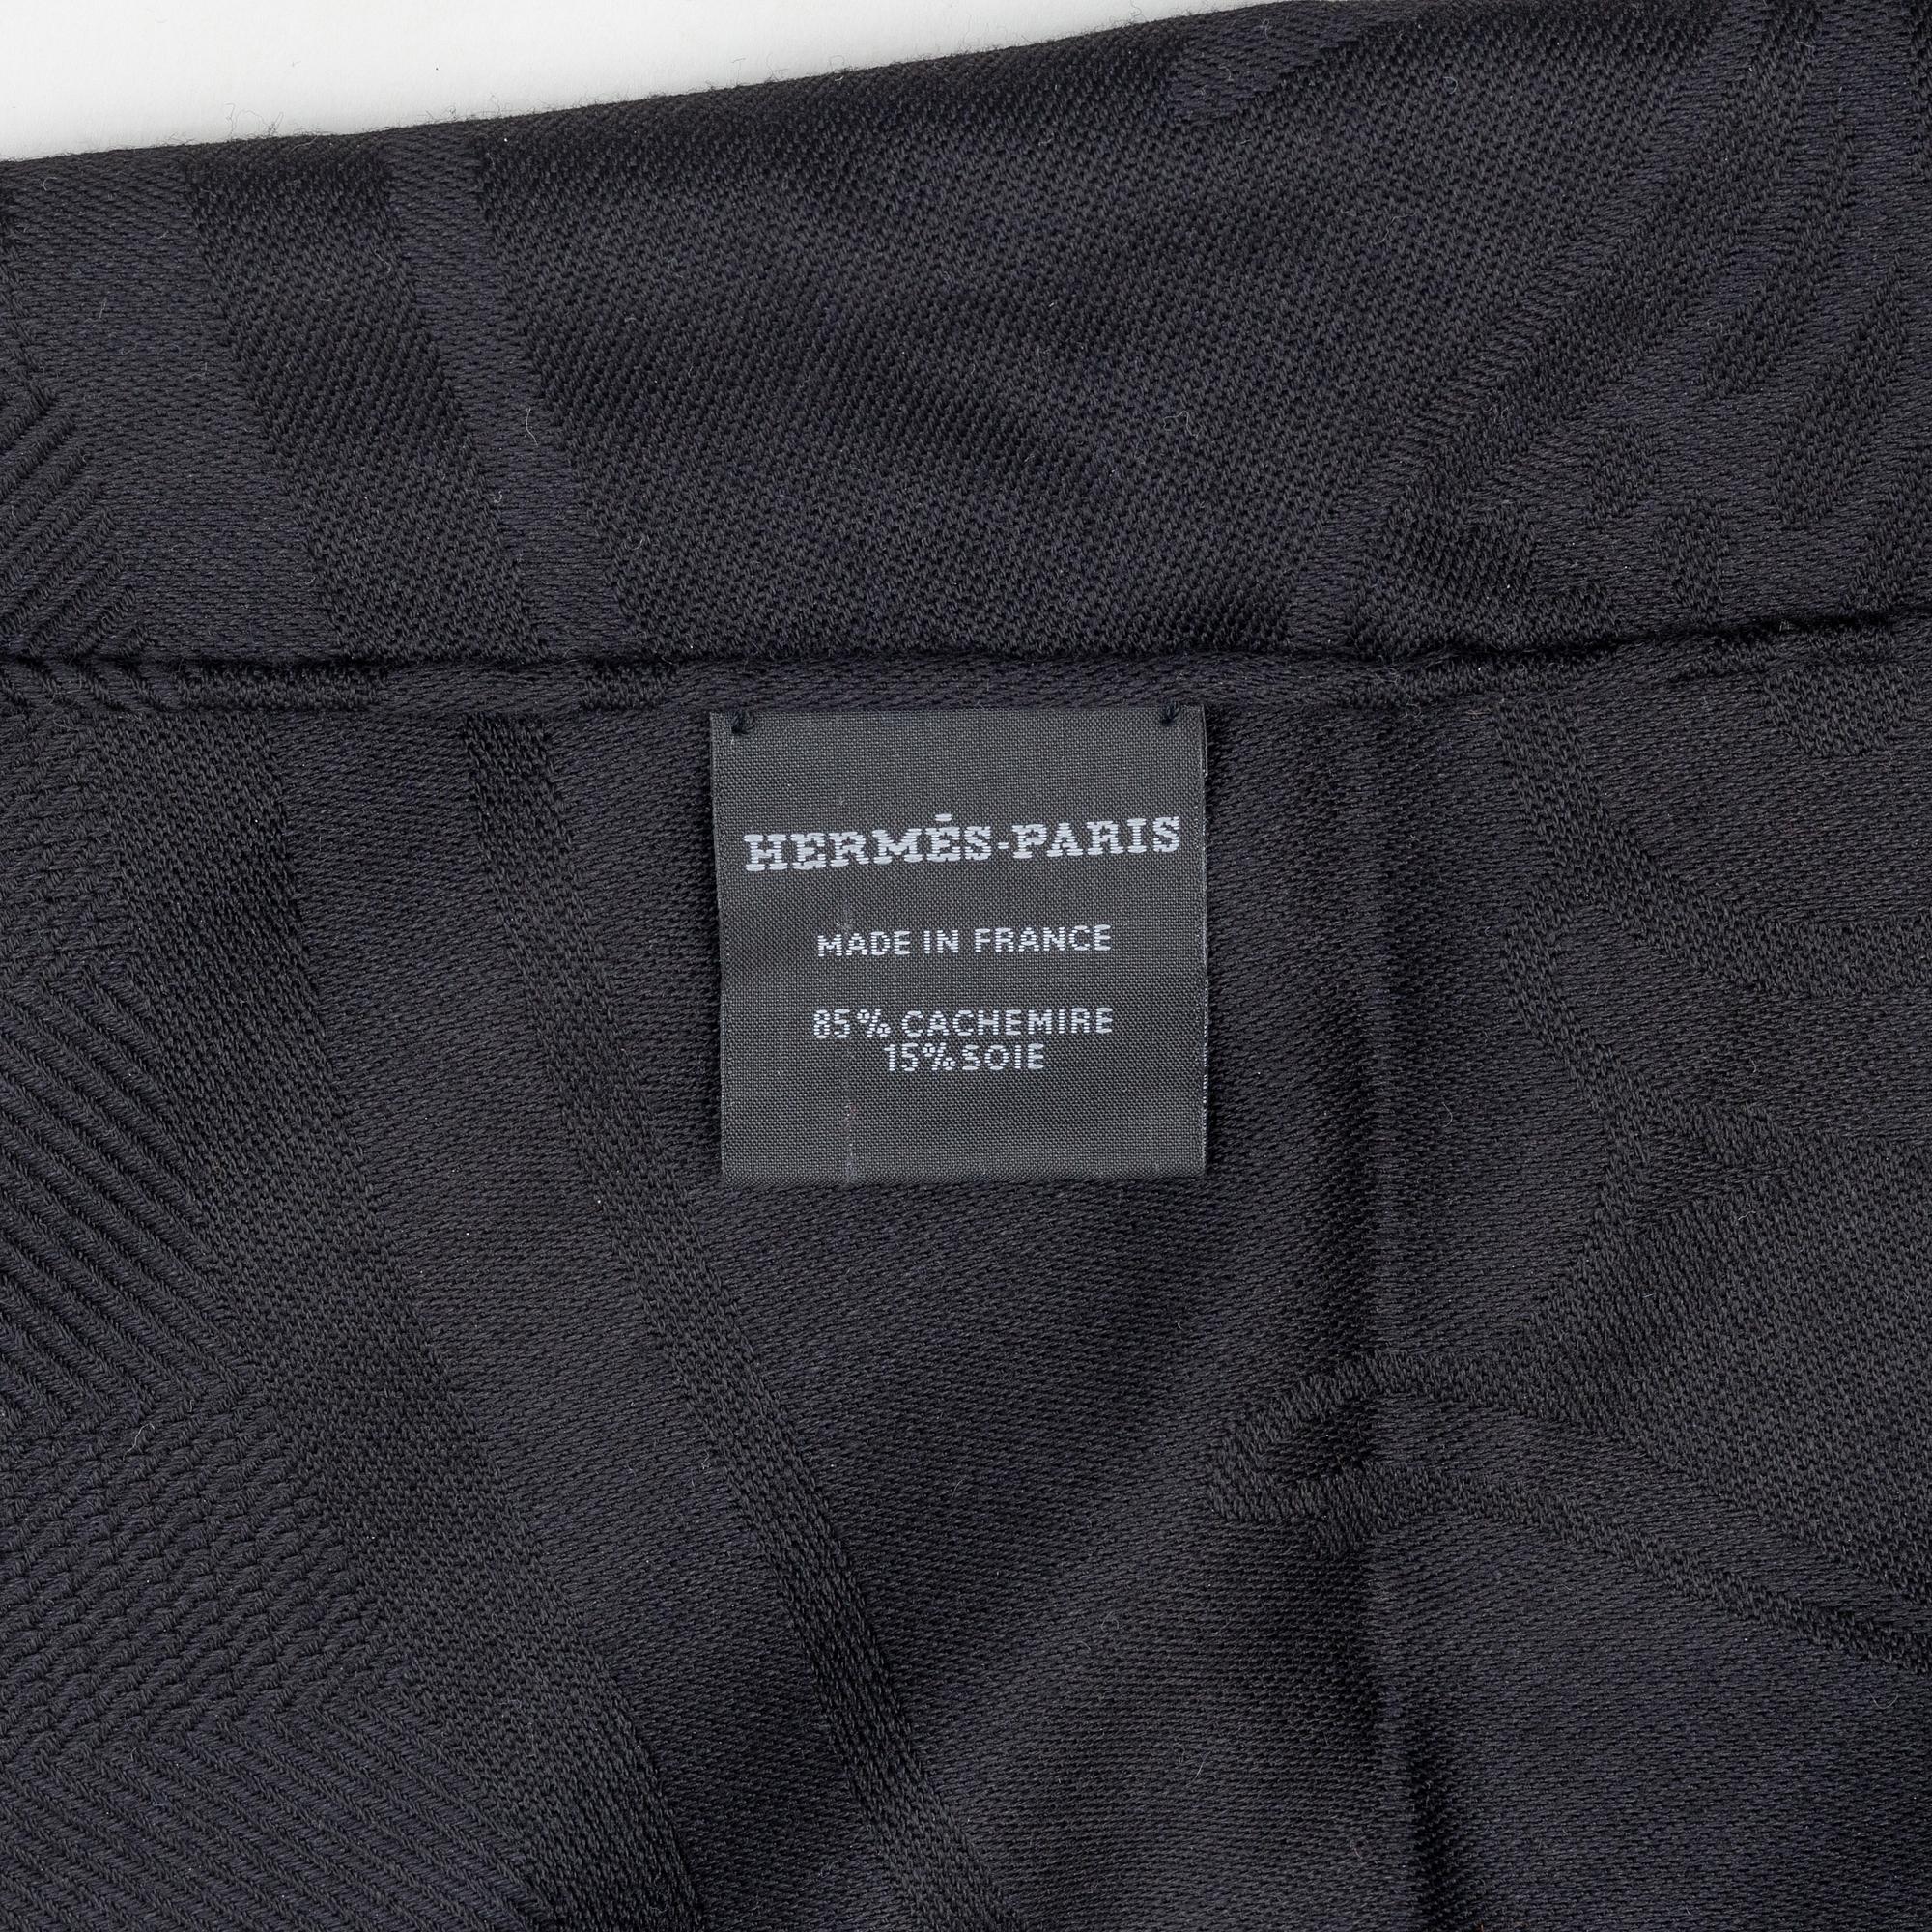 HERMÈS-PARIS
MADE IN FRANCE
85% CACHEMIRE
15% SOIE